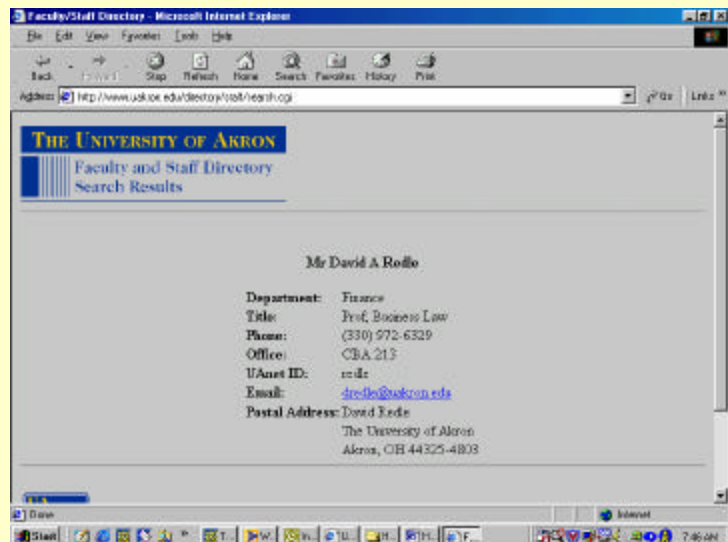 Faculty/Staff Directory - Microsoft Internet Explorer
File Edit View Favorites Tools Help
Back Forward Stop Refresh Home Search Favorites History Print
Address http://www.uakron.edu/directory/staff/search.cgi Go Links »
THE UNIVERSITY OF AKRON
Faculty and Staff Directory
Search Results
Mr David A Redle
Department: Finance
Title: Prof, Business Law
Phone: (330) 972-6329
Office: CBA 213
UAnet ID: redle
Email: dredle@uakron.edu
Postal Address: David Redle
The University of Akron
Akron, OH 44325-4803
Done Internet
Start 7:46 AM